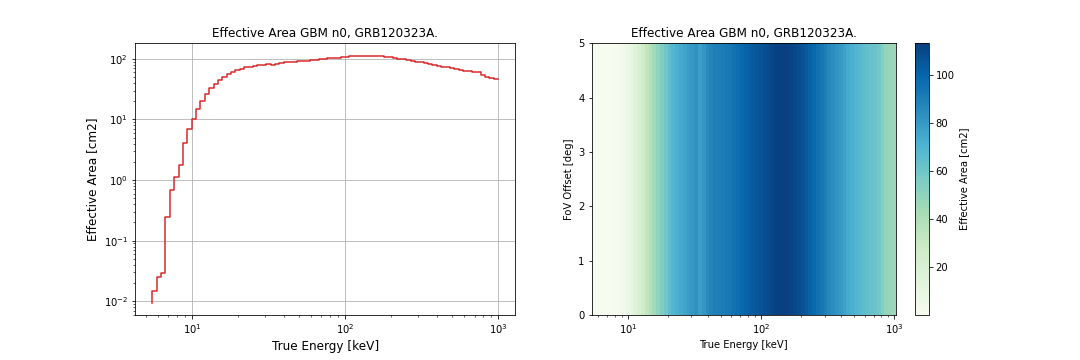 Effective Area GBM n0, GRB120323A.
Effective Area [cm2]
10²
10¹
10⁰
10⁻¹
10⁻²
10¹ 10² 10³
True Energy [keV]
Effective Area GBM n0, GRB120323A.
FoV Offset [deg]
5
4
3
2
1
0
10¹ 10² 10³
True Energy [keV]
100
80
60
40
20
Effective Area [cm2]